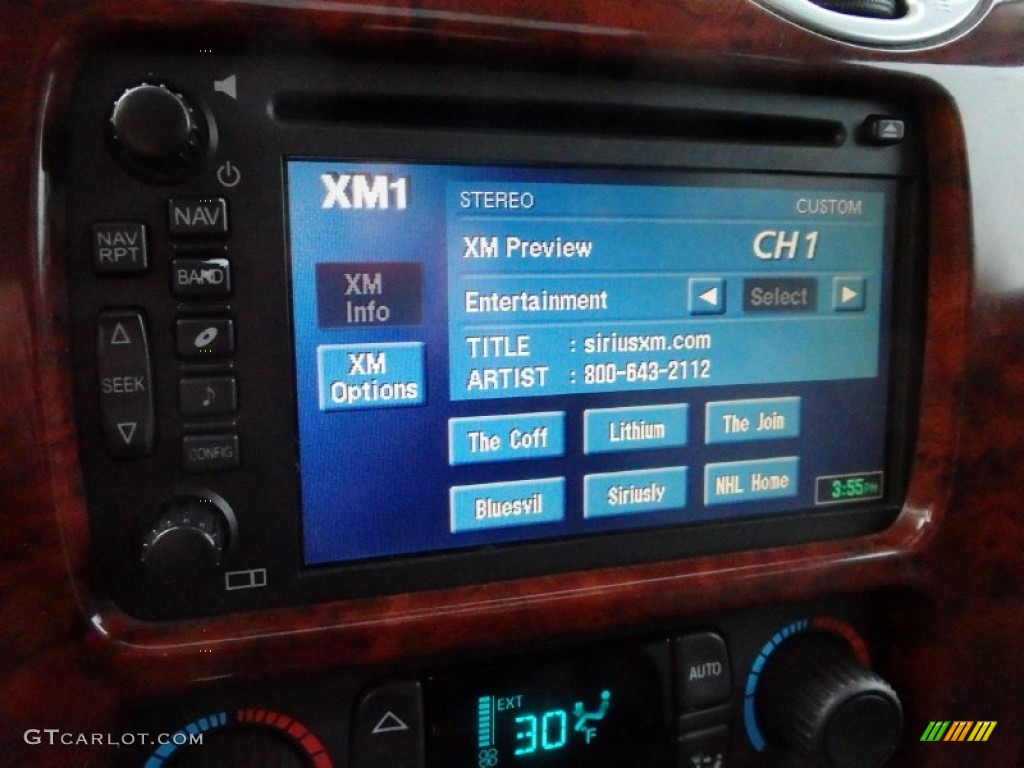 XM1
STEREO CUSTOM
XM Preview CH 1
Entertainment Select
TITLE : siriusxm.com
ARTIST : 800-643-2112
XM Info
XM Options
The Coff Lithium The Join
Bluesvil Siriusly NHL Home
3:55PM
NAV
NAV RPT
BAND
SEEK
CONFIG
AUTO
EXT
30°F
GTCARLOT.COM